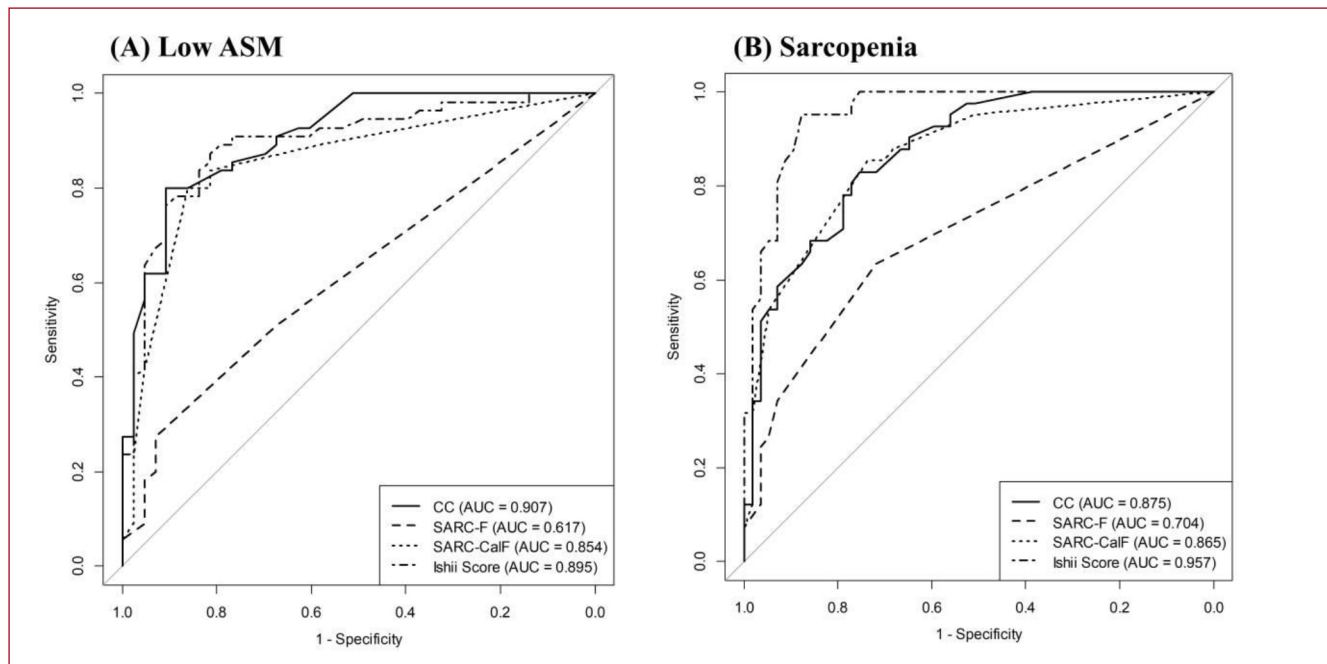 (A) Low ASM
1.0
0.8
0.6
0.4
0.2
0.0
Sensitivity
1.0
0.8
0.6
0.4
0.2
0.0
1 - Specificity
CC (AUC = 0.907)
SARC-F (AUC = 0.617)
SARC-CalF (AUC = 0.854)
Ishii Score (AUC = 0.895)
(B) Sarcopenia
1.0
0.8
0.6
0.4
0.2
0.0
Sensitivity
1.0
0.8
0.6
0.4
0.2
0.0
1 - Specificity
CC (AUC = 0.875)
SARC-F (AUC = 0.704)
SARC-CalF (AUC = 0.865)
Ishii Score (AUC = 0.957)